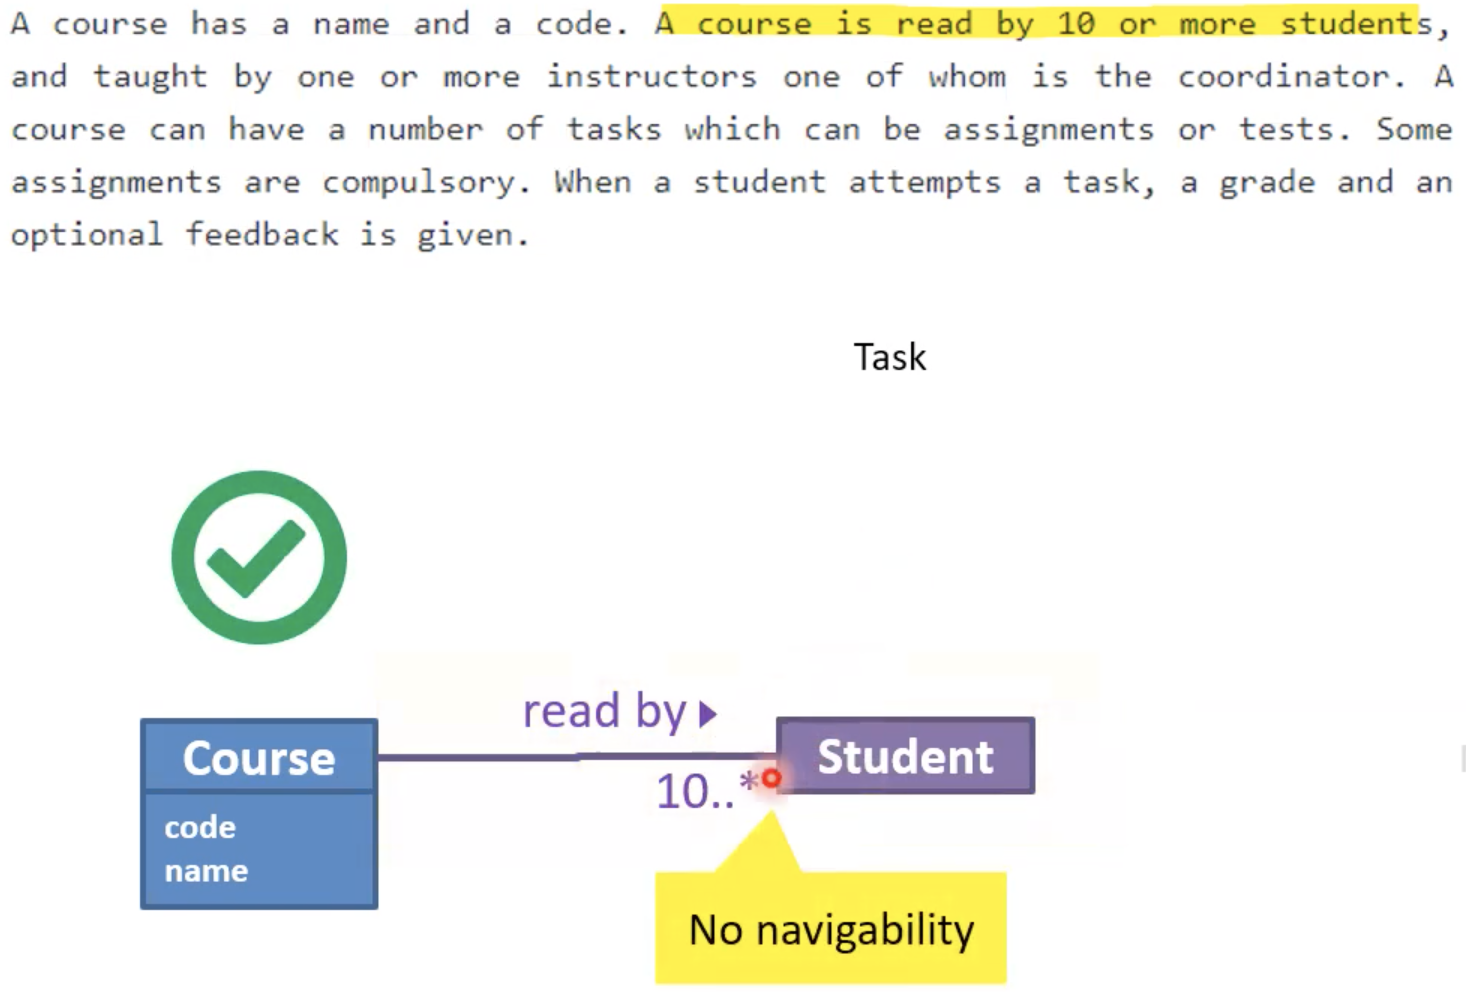 A course has a name and a code. A course is read by 10 or more students,
and taught by one or more instructors one of whom is the coordinator. A
course can have a number of tasks which can be assignments or tests. Some
assignments are compulsory. When a student attempts a task, a grade and an
optional feedback is given.
Task
read by
Course
Student
10..*
code
name
No navigability